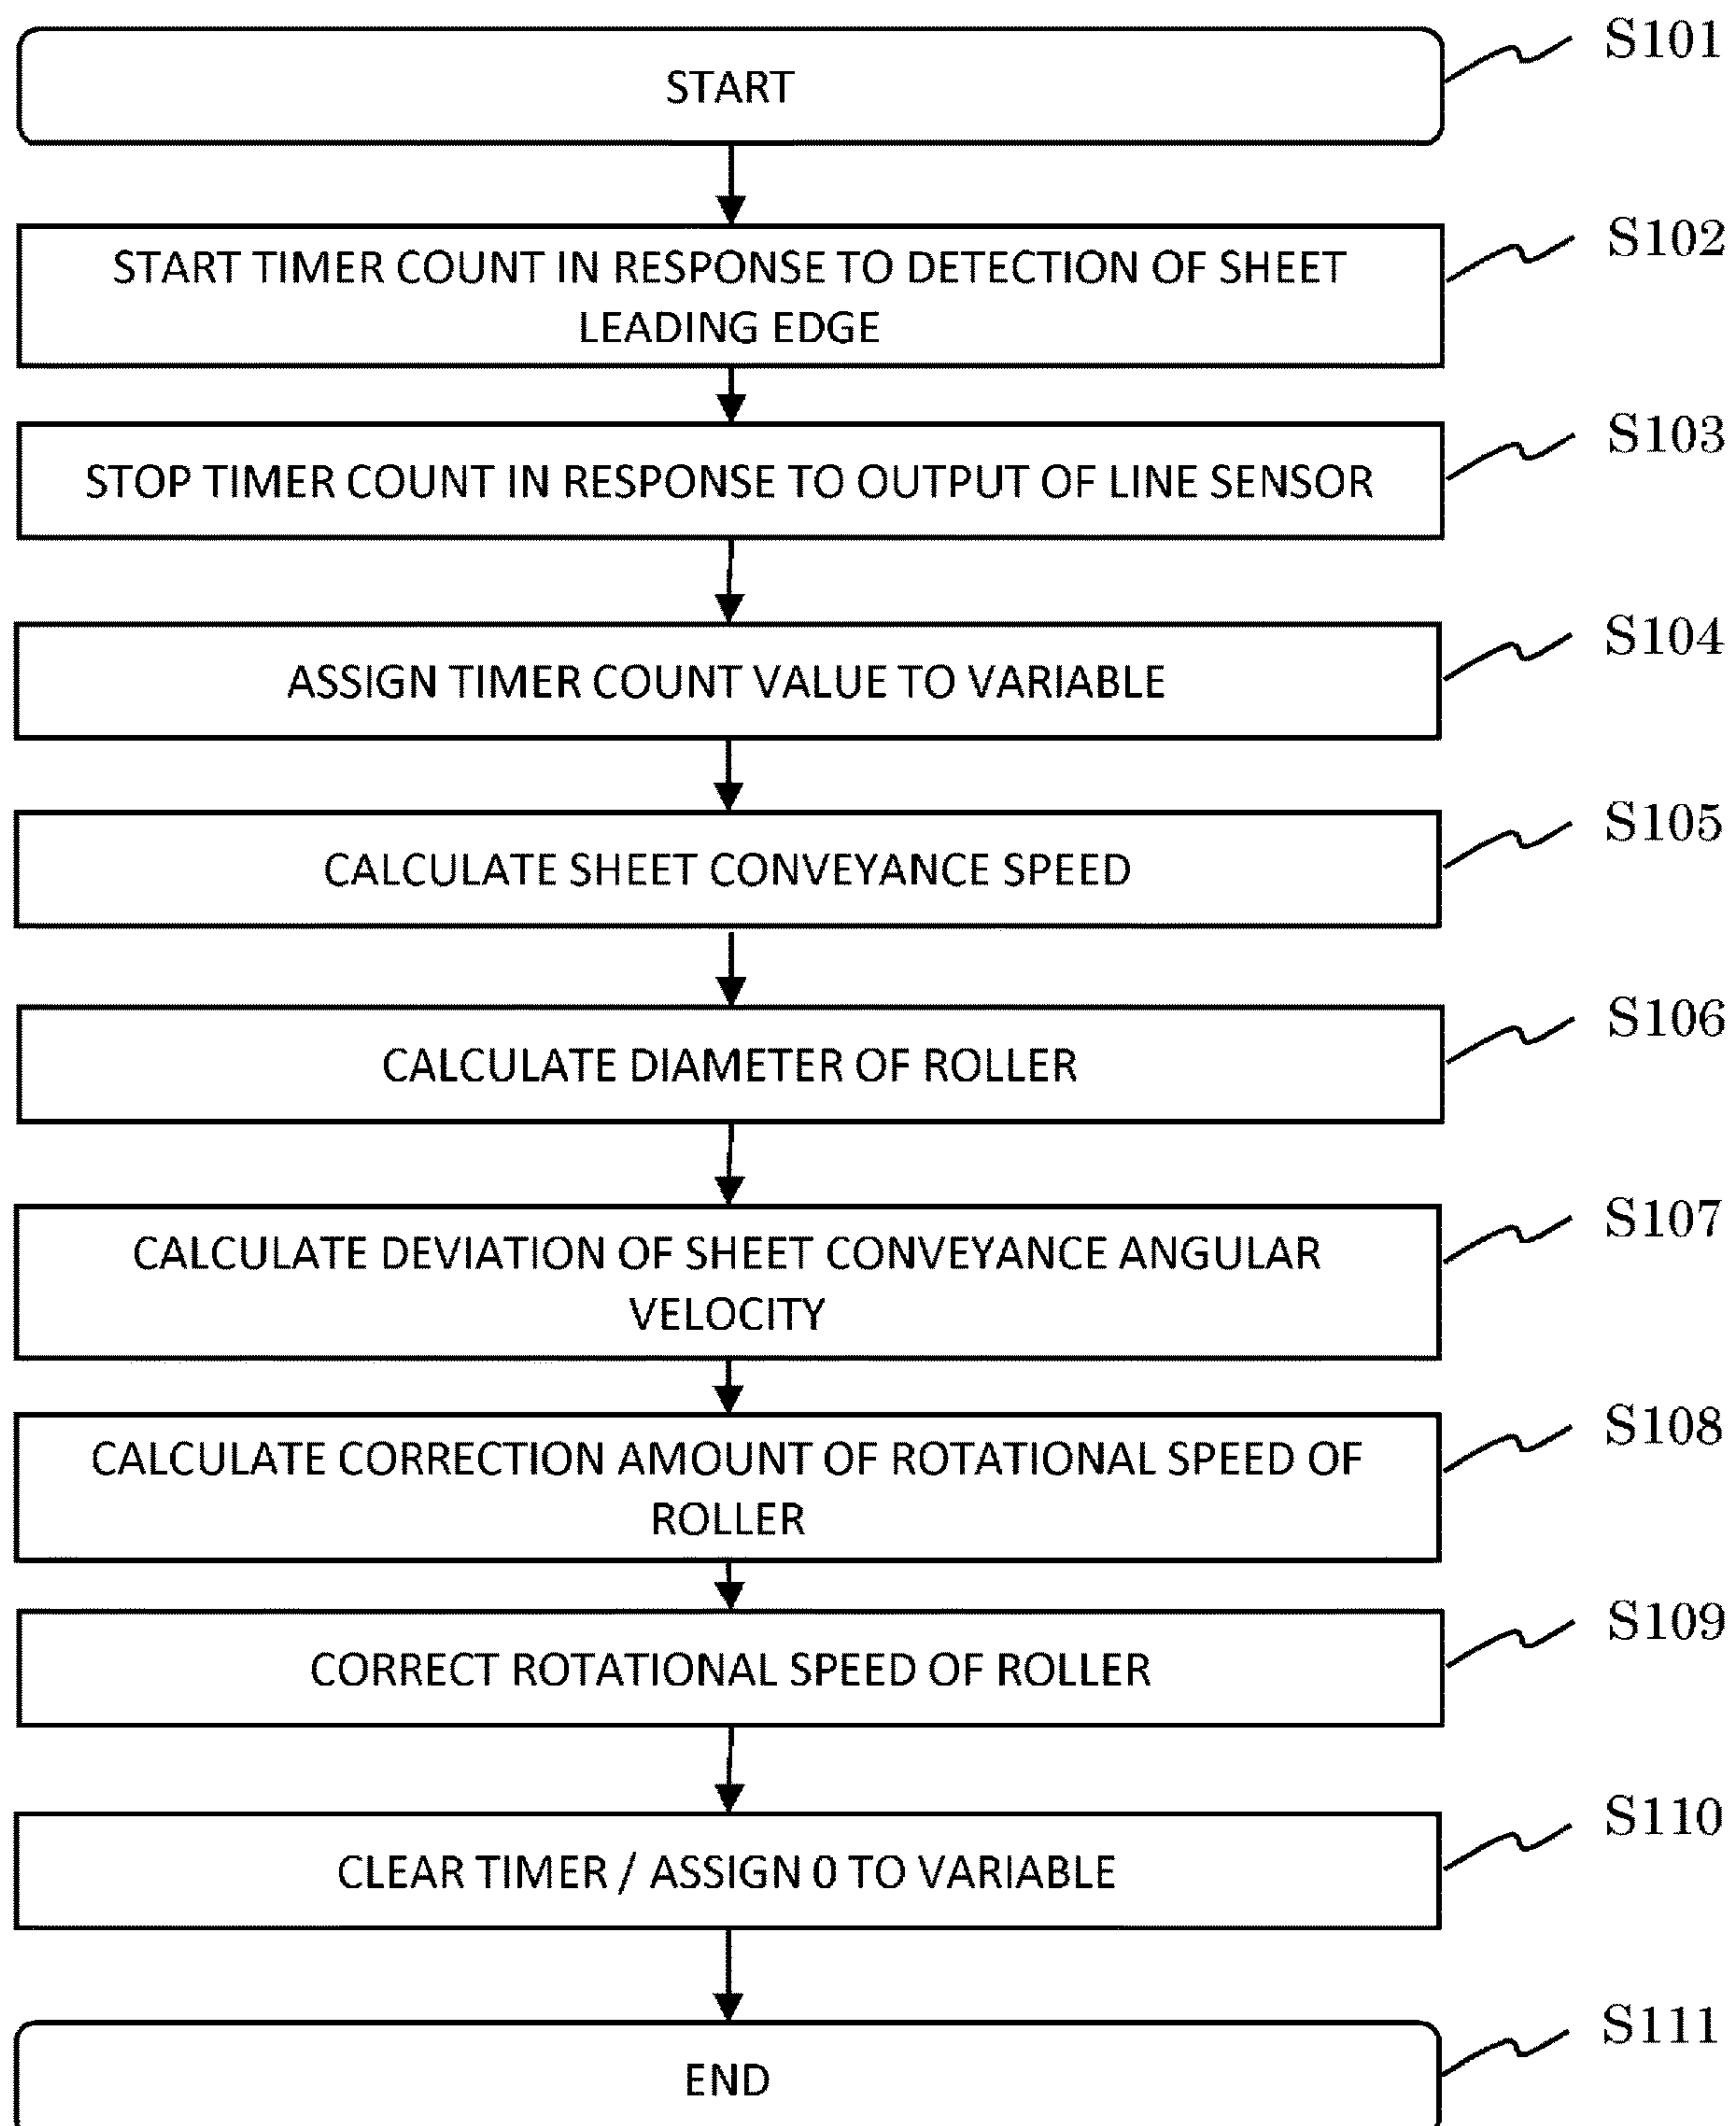 START
S101
START TIMER COUNT IN RESPONSE TO DETECTION OF SHEET
LEADING EDGE
S102
STOP TIMER COUNT IN RESPONSE TO OUTPUT OF LINE SENSOR
S103
ASSIGN TIMER COUNT VALUE TO VARIABLE
S104
CALCULATE SHEET CONVEYANCE SPEED
S105
CALCULATE DIAMETER OF ROLLER
S106
CALCULATE DEVIATION OF SHEET CONVEYANCE ANGULAR
VELOCITY
S107
CALCULATE CORRECTION AMOUNT OF ROTATIONAL SPEED OF
ROLLER
S108
CORRECT ROTATIONAL SPEED OF ROLLER
S109
CLEAR TIMER / ASSIGN 0 TO VARIABLE
S110
END
S111